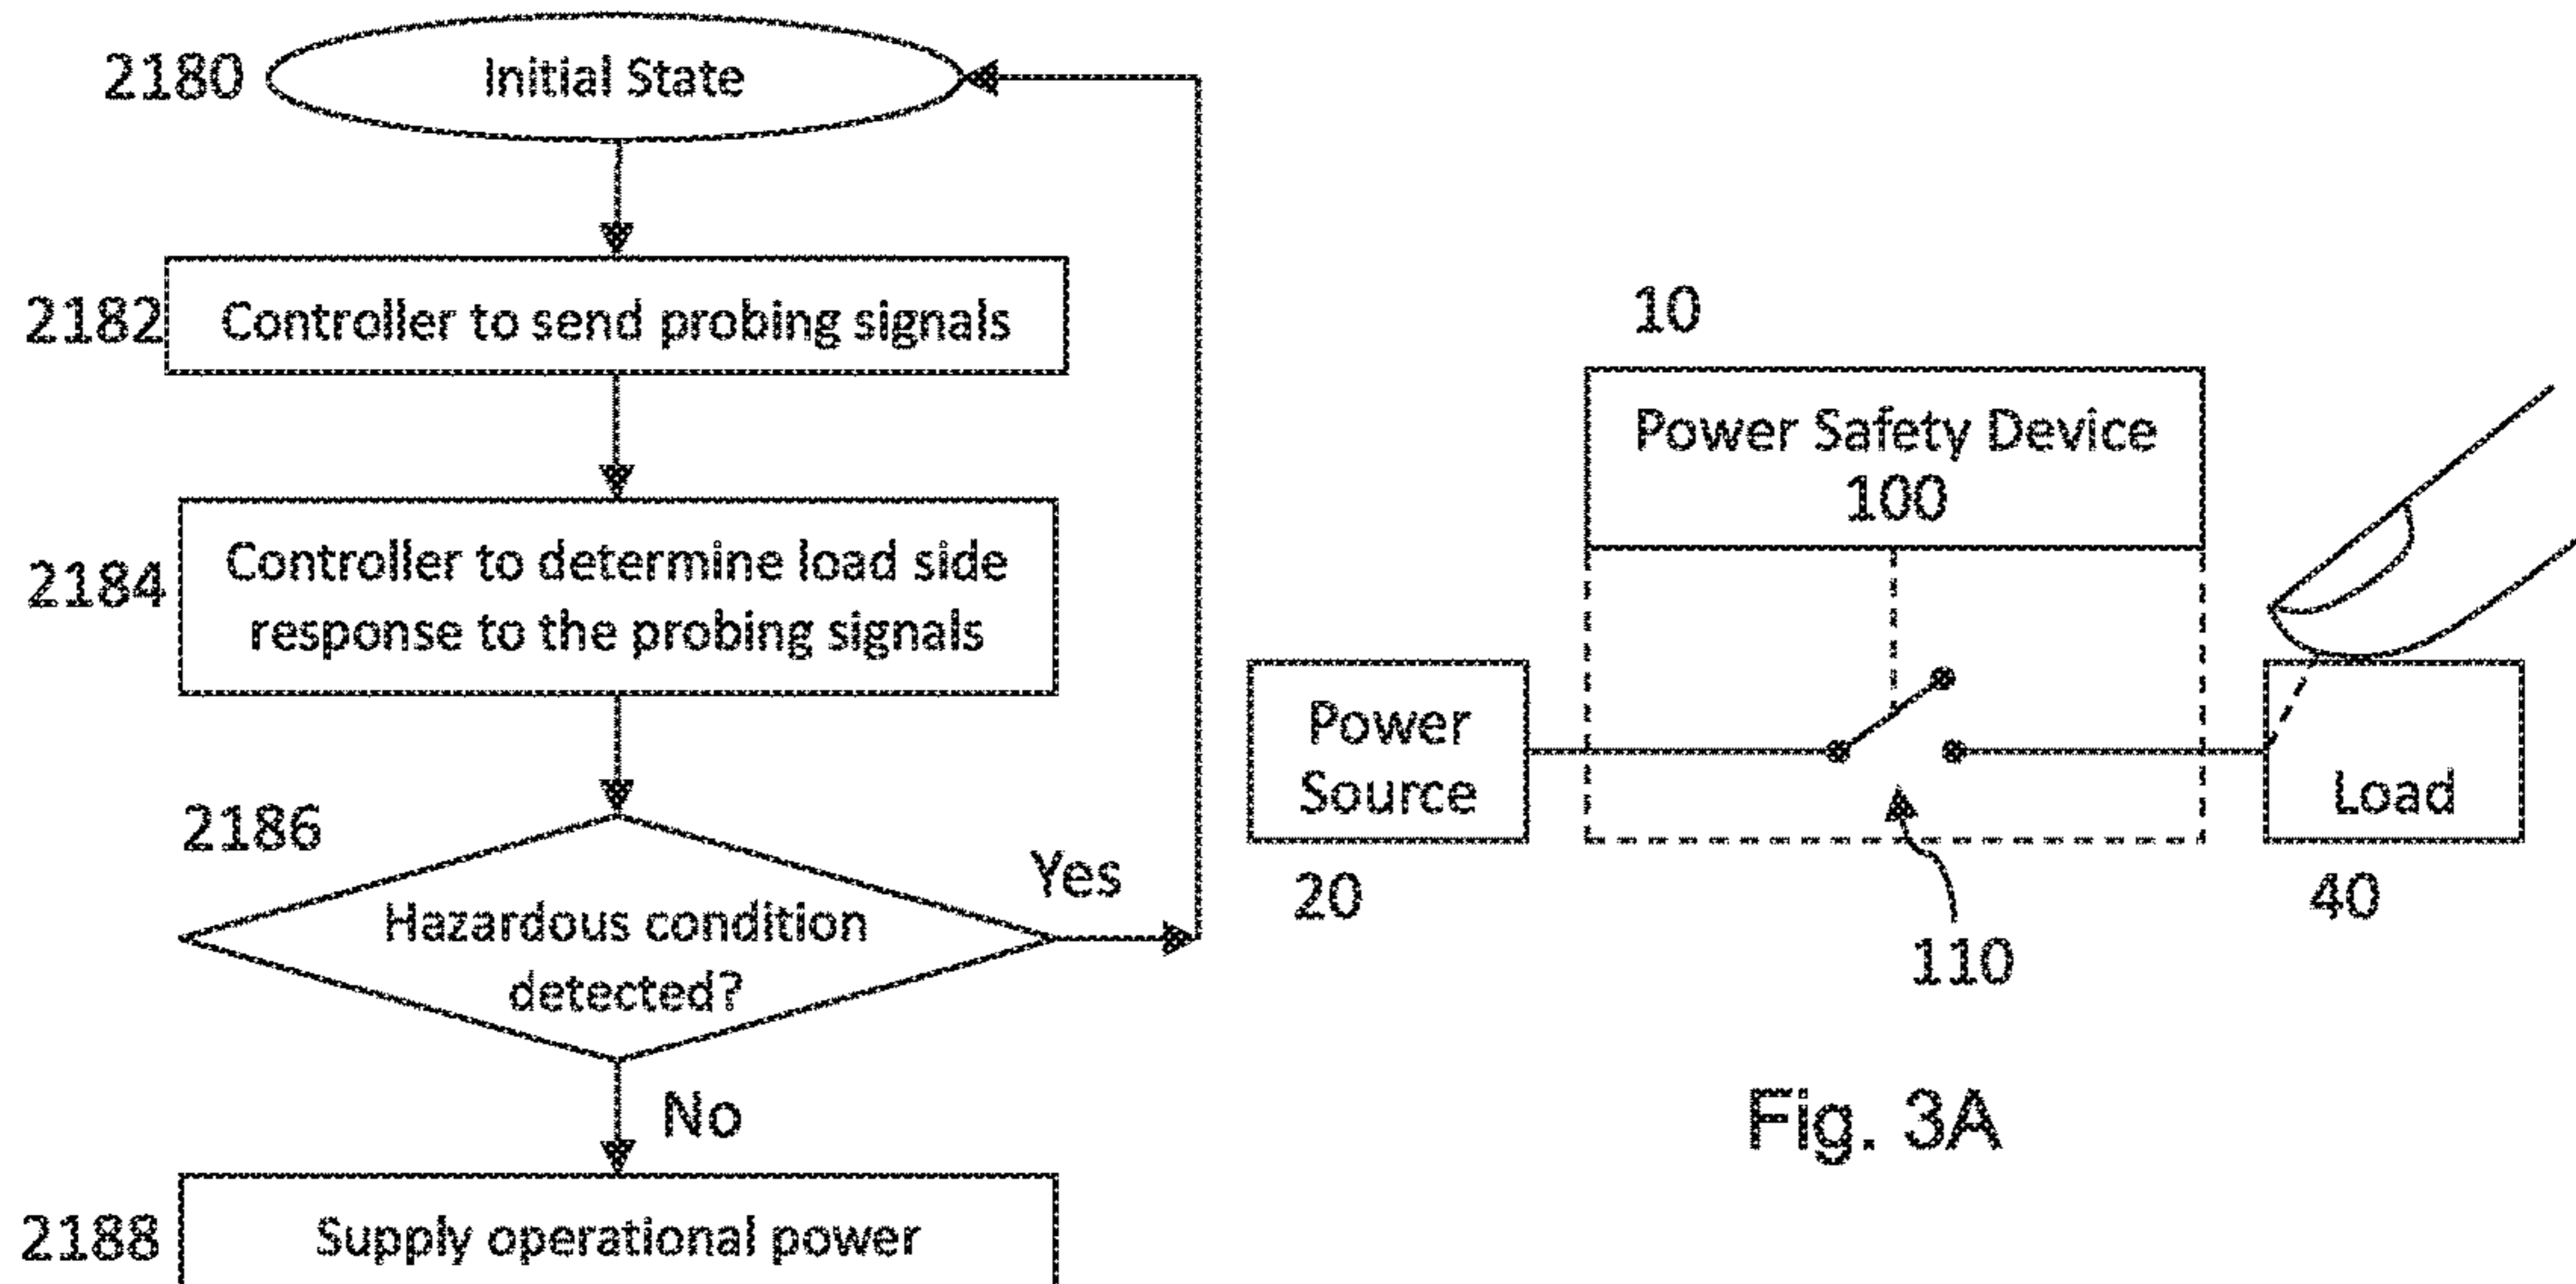 2180
Initial State
2182
Controller to send probing signals
2184
Controller to determine load side
response to the probing signals
2186
Hazardous condition
detected?
Yes
No
2188
Supply operational power
10
Power Safety Device
100
Power
Source
20
110
Load
40
Fig. 3A